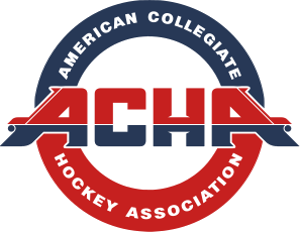 AMERICAN COLLEGIATE
ACHA
HOCKEY ASSOCIATION